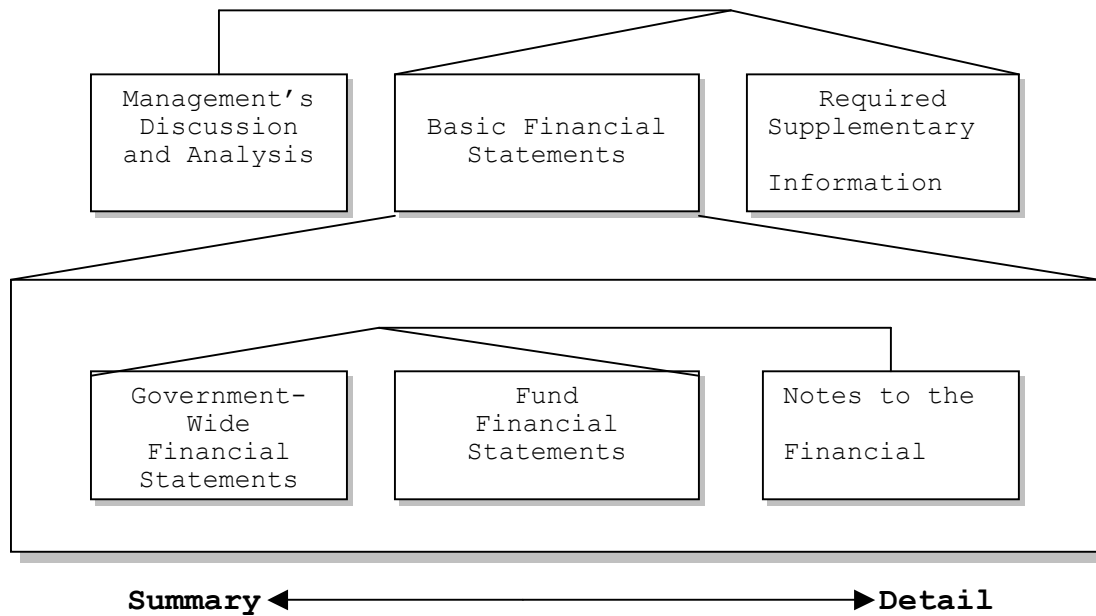 Management’s
Discussion
and Analysis
Basic Financial
Statements
Required
Supplementary
Information
Government-
Wide
Financial
Statements
Fund
Financial
Statements
Notes to the
Financial
Summary
Detail